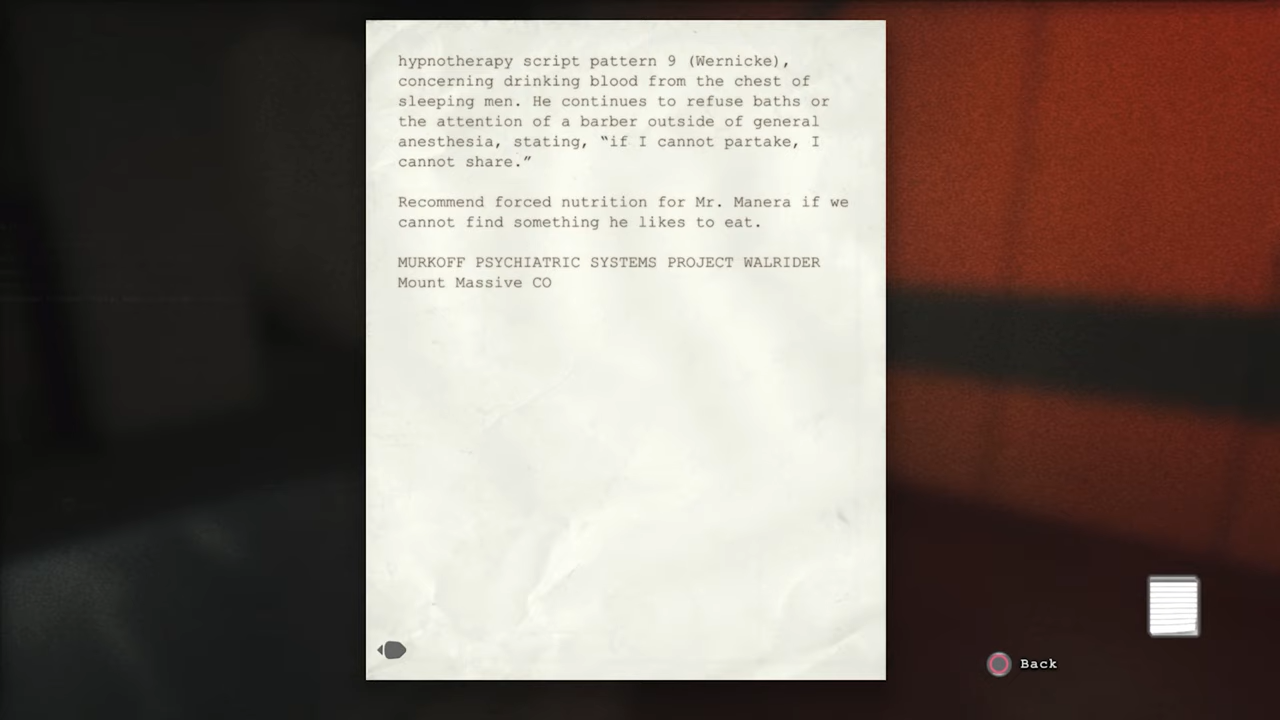 hypnotherapy script pattern 9 (Wernicke),
concerning drinking blood from the chest of
sleeping men. He continues to refuse baths or
the attention of a barber outside of general
anesthesia, stating, “if I cannot partake, I
cannot share.”
Recommend forced nutrition for Mr. Manera if we
cannot find something he likes to eat.
MURKOFF PSYCHIATRIC SYSTEMS PROJECT WALRIDER
Mount Massive CO
Back